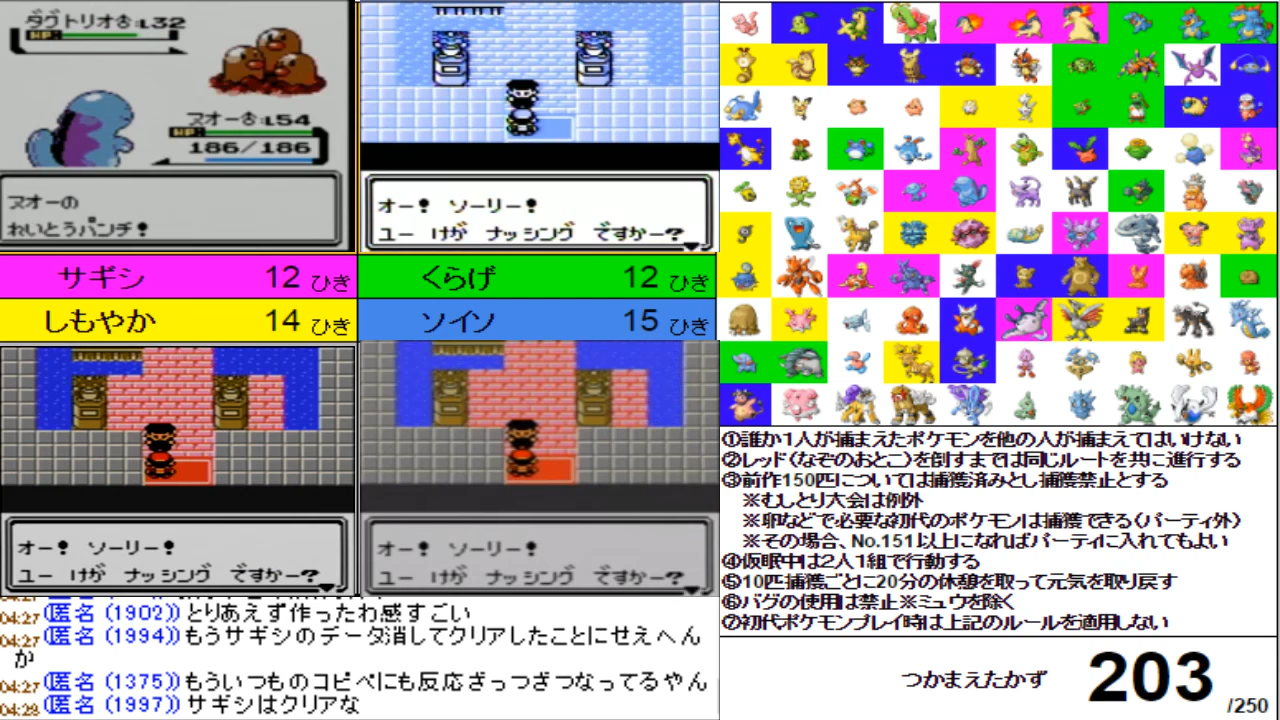 ダグトリオ♂:L32
HP:
ヌオー♂:L54
HP:
186/186
ヌオーの
れいとうパンチ!
オー! ソーリー!
ユー けが ナッシング ですかー?
サギシ 12 ひき
くらげ 12 ひき
しもやか 14 ひき
ソイソ 15 ひき
オー! ソーリー!
ユー けが ナッシング ですかー?
オー! ソーリー!
ユー けが ナッシング ですかー?
04:27 (匿名 (1902)) とりあえず作ったわ感すごい
04:27 (匿名 (1994)) もうサギシのデータ消してクリアしたことにせえへん
か
04:27 (匿名 (1375)) もういつものコピペにも反応ざっつざつなってるやん
04:28 (匿名 (1997)) サギシはクリアな
①誰か1人が捕まえたポケモンを他の人が捕まえてはいけない
②レッド(なぞのおとこ)を倒すまでは同じルートを共に進行する
③前作150匹については捕獲済みとし捕獲禁止とする
※むしとり大会は例外
※卵などで必要な初代のポケモンは捕獲できる(パーティ外)
※その場合、No.151以上になればパーティに入れてもよい
④仮眠中は2人1組で行動する
⑤10匹捕獲ごとに20分の休憩を取って元気を取り戻す
⑥バグの使用は禁止※ミュウを除く
⑦初代ポケモンプレイ時は上記のルールを適用しない
つかまえたかず 203 /250